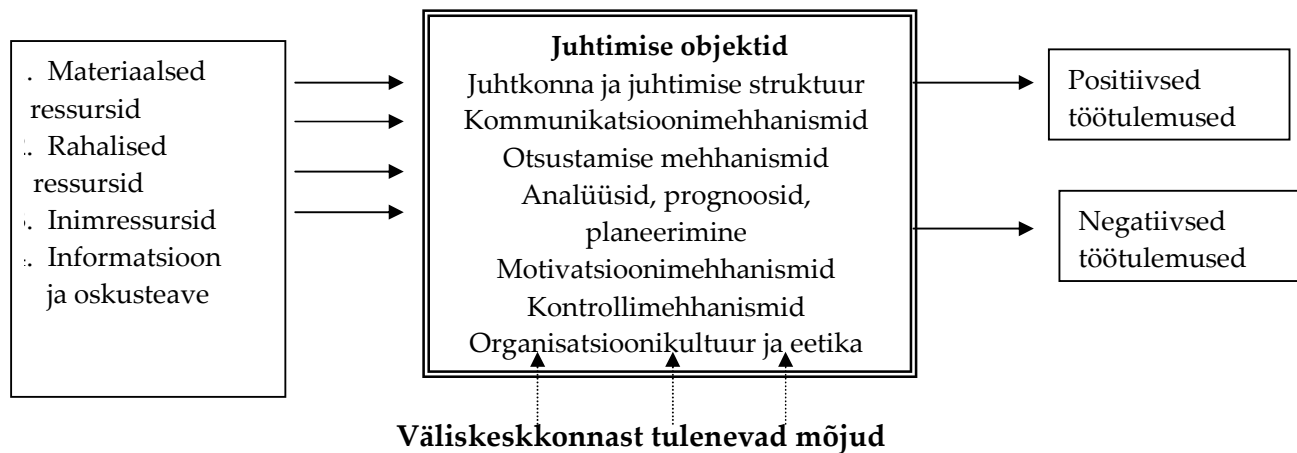 . Materiaalsed
ressursid
. Rahalised
ressursid
. Inimressursid
. Informatsioon
ja oskusteave
Juhtimise objektid
Juhtkonna ja juhtimise struktuur
Kommunikatsioonimehhanismid
Otsustamise mehhanismid
Analüüsid, prognoosid,
planeerimine
Motivatsioonimehhanismid
Kontrollimehhanismid
Organisatsioonikultuur ja eetika
Positiivsed
töötulemused
Negatiivsed
töötulemused
Väliskeskkonnast tulenevad mõjud